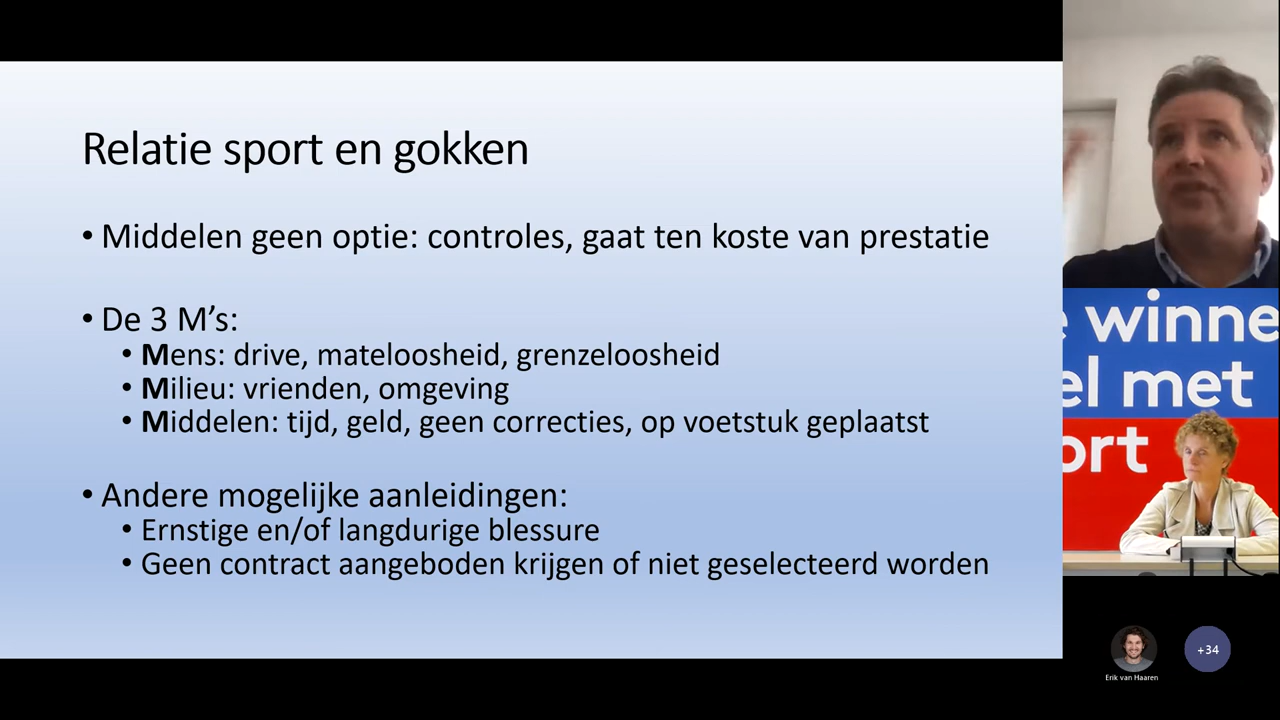 Relatie sport en gokken
• Middelen geen optie: controles, gaat ten koste van prestatie
• De 3 M's:
• Mens: drive, mateloosheid, grenzeloosheid
• Milieu: vrienden, omgeving
• Middelen: tijd, geld, geen correcties, op voetstuk geplaatst
• Andere mogelijke aanleidingen:
• Ernstige en/of langdurige blessure
• Geen contract aangeboden krijgen of niet geselecteerd worden
e winne
el met
ort
Erik van Haaren
+34